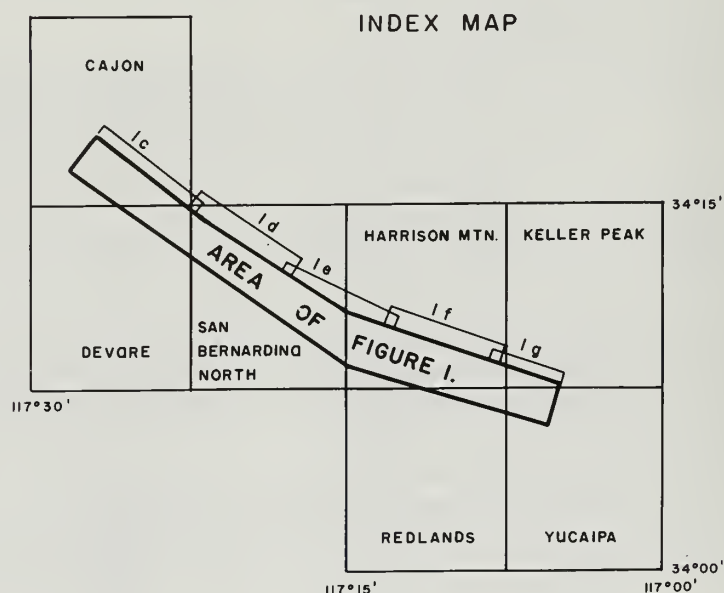 INDEX MAP
CAJON
1c
34°15'
1d
HARRISON MTN.
KELLER PEAK
1e
AREA OF FIGURE 1.
1f
1g
DEVORE
SAN
BERNARDINO
NORTH
117°30'
REDLANDS
YUCAIPA
34°00'
117°15'
117°00'